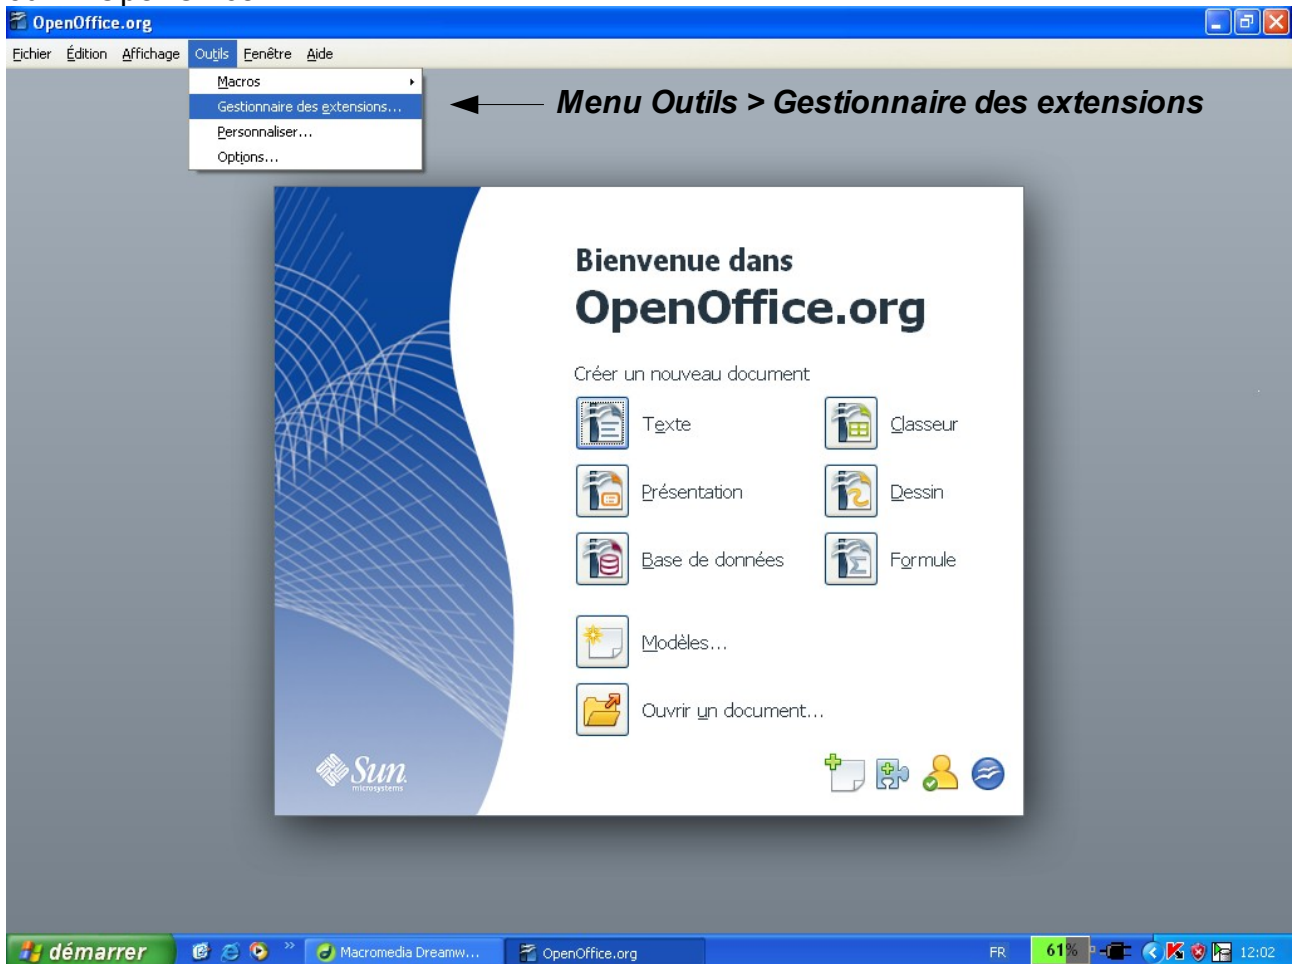 OpenOffice.org
Fichier Édition Affichage Outils Fenêtre Aide
Macros
Gestionnaire des extensions...
Personnaliser...
Options...
Menu Outils > Gestionnaire des extensions
Bienvenue dans
OpenOffice.org
Créer un nouveau document
Texte Classeur
Présentation Dessin
Base de données Formule
Modèles...
Ouvrir un document...
Sun
microsystems
démarrer Macromedia Dreamw... OpenOffice.org FR 61% 12:02